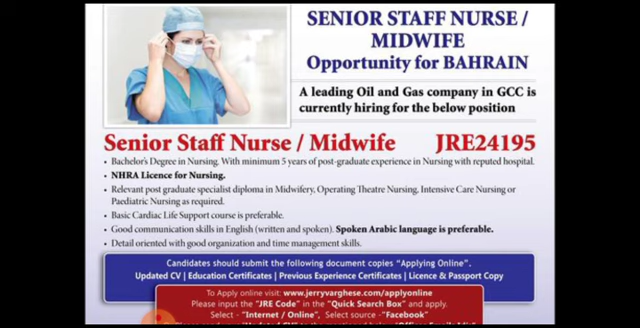 SENIOR STAFF NURSE /
MIDWIFE
Opportunity for BAHRAIN
A leading Oil and Gas company in GCC is
currently hiring for the below position
Senior Staff Nurse / Midwife JRE24195
• Bachelor's Degree in Nursing. With minimum 5 years of post-graduate experience in Nursing with reputed hospital.
• NHRA Licence for Nursing.
• Relevant post graduate specialist diploma in Midwifery, Operating Theatre Nursing, Intensive Care Nursing or
Paediatric Nursing as required.
• Basic Cardiac Life Support course is preferable.
• Good communication skills in English (written and spoken). Spoken Arabic language is preferable.
• Detail oriented with good organization and time management skills.
Candidates should submit the following document copies "Applying Online".
Updated CV | Education Certificates | Previous Experience Certificates | Licence & Passport Copy
To Apply online visit: www.jerryvarghese.com/applyonline
Please input the "JRE Code" in the "Quick Search Box" and apply.
Select - "Internet / Online", Select source -"Facebook"